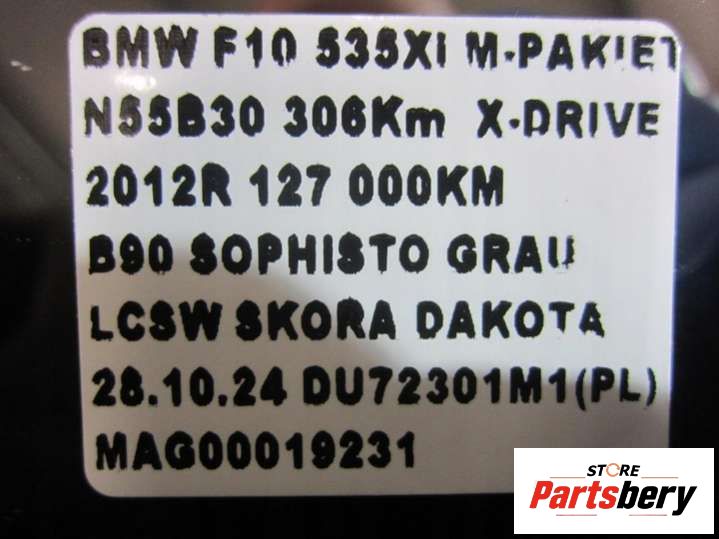 BMW F10 535Xi M-PAKIET
N55B30 306Km X-DRIVE
2012R 127 000KM
B90 SOPHISTO GRAU
LCSW SKORA DAKOTA
28.10.24 DU72301M1(PL)
MAG00019231
STORE
Partsbery